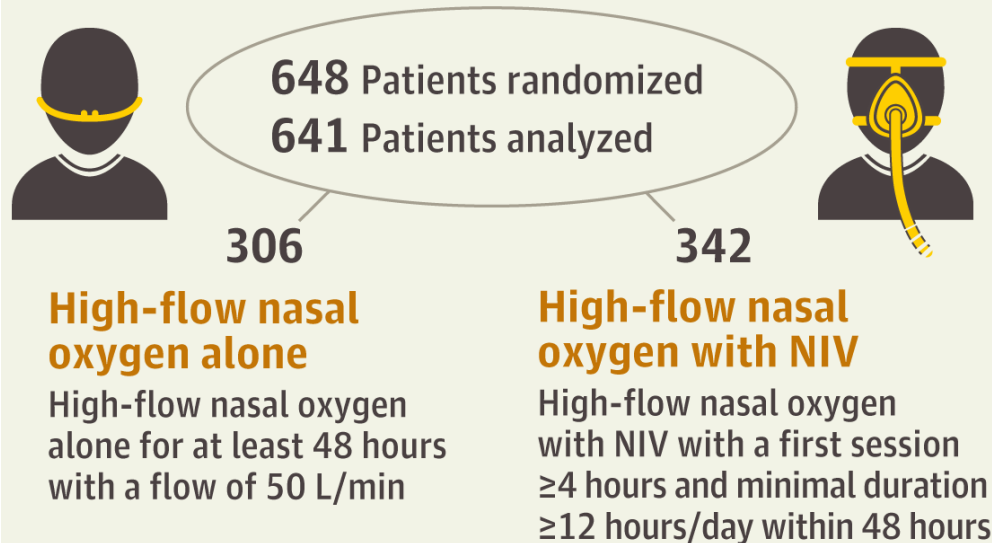 648 Patients randomized
641 Patients analyzed
306
High-flow nasal
oxygen alone
High-flow nasal oxygen
alone for at least 48 hours
with a flow of 50 L/min
342
High-flow nasal
oxygen with NIV
High-flow nasal oxygen
with NIV with a first session
≥4 hours and minimal duration
≥12 hours/day within 48 hours